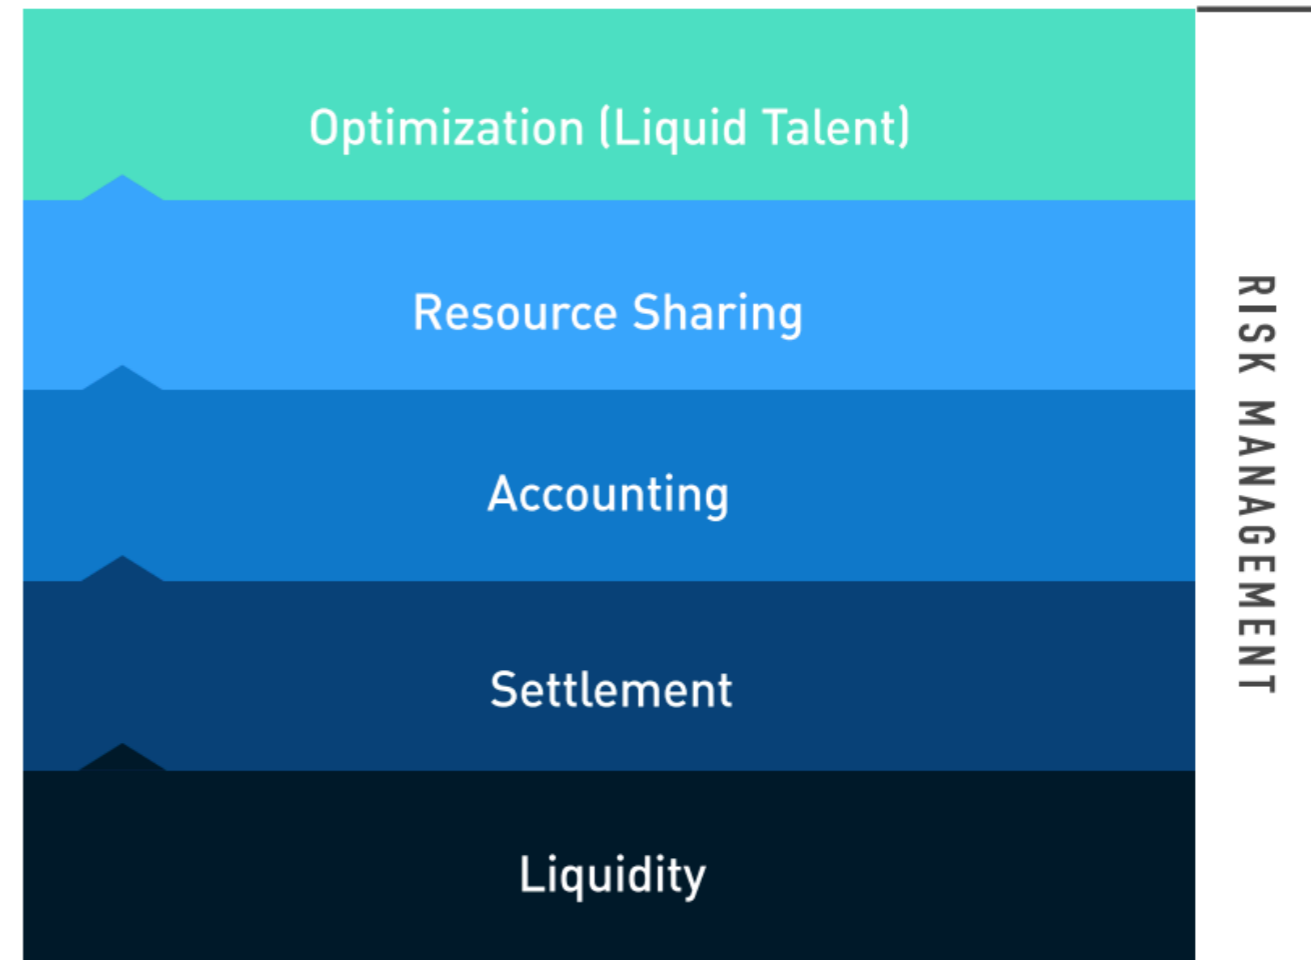 Optimization (Liquid Talent)
Resource Sharing
Accounting
Settlement
Liquidity
RISK MANAGEMENT